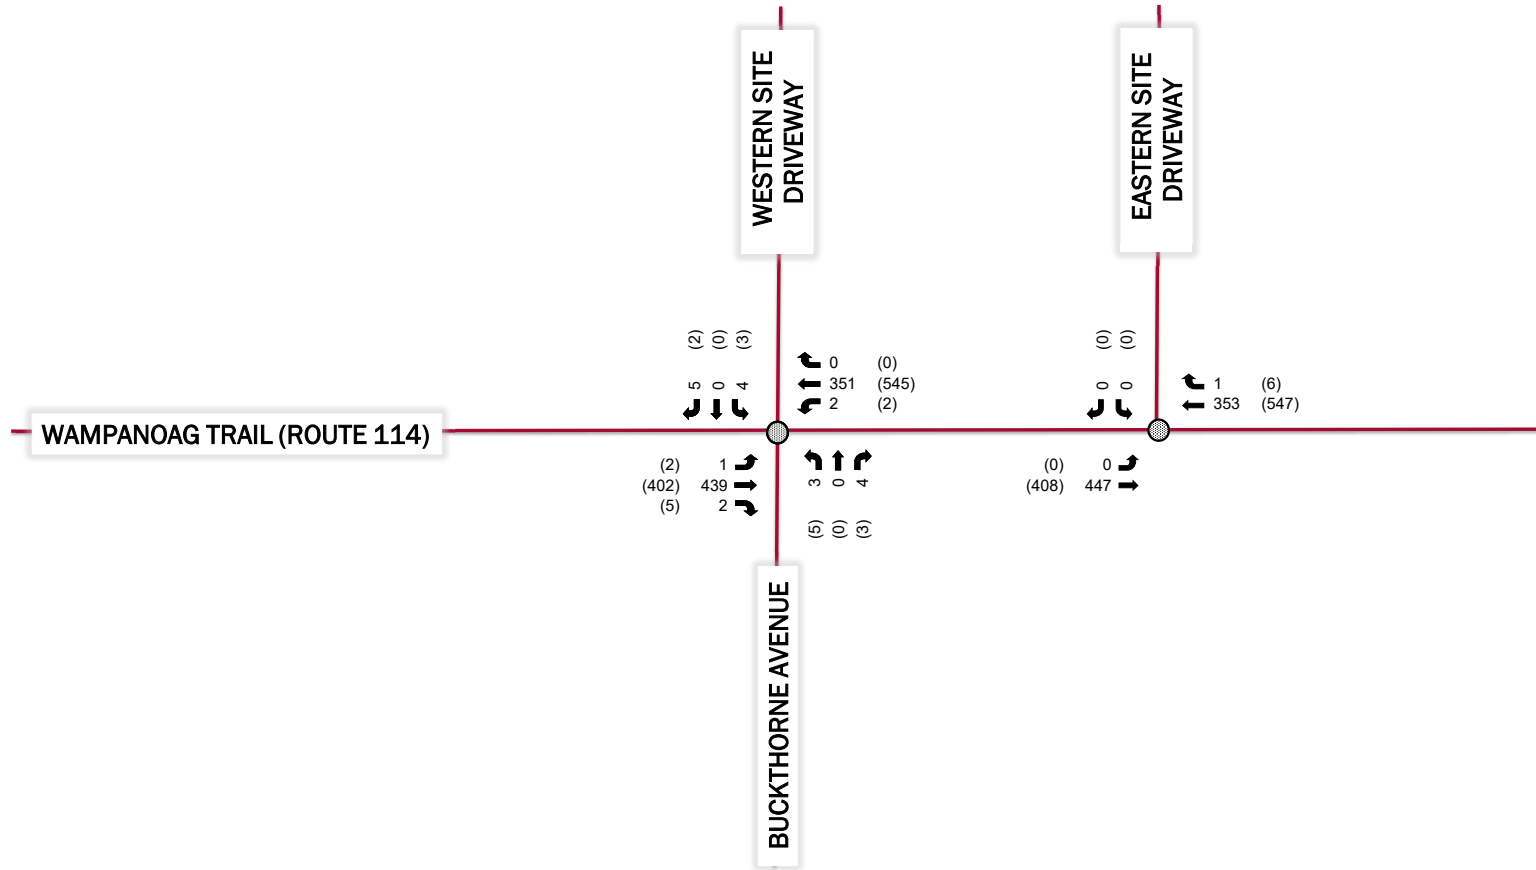 WESTERN SITE
DRIVEWAY
EASTERN SITE
DRIVEWAY
(2) (0) (3)
5 0 4
0 (0)
351 (545)
2 (2)
(0) (0)
0 0
1 (6)
353 (547)
WAMPANOAG TRAIL (ROUTE 114)
(2) 1
(402) 439
(5) 2
3 0 4
(5) (0) (3)
(0) 0
(408) 447
BUCKTHORNE AVENUE